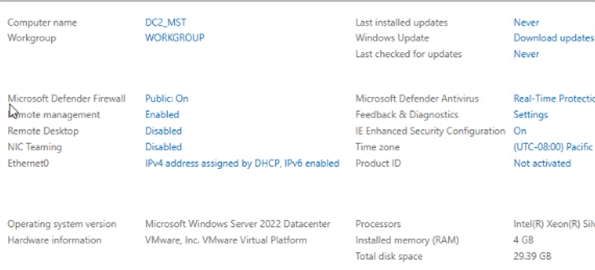 Computer name DC2_MST Last installed updates Never
Workgroup WORKGROUP Windows Update Download updates
Last checked for updates Never
Microsoft Defender Firewall Public: On Microsoft Defender Antivirus Real-Time Protectio
Remote management Enabled Feedback & Diagnostics Settings
Remote Desktop Disabled IE Enhanced Security Configuration On
NIC Teaming Disabled Time zone (UTC-08:00) Pacific
Ethernet0 IPv4 address assigned by DHCP, IPv6 enabled Product ID Not activated
Operating system version Microsoft Windows Server 2022 Datacenter Processors Intel(R) Xeon(R) Silv
Hardware information VMware, Inc. VMware Virtual Platform Installed memory (RAM) 4 GB
Total disk space 29.39 GB